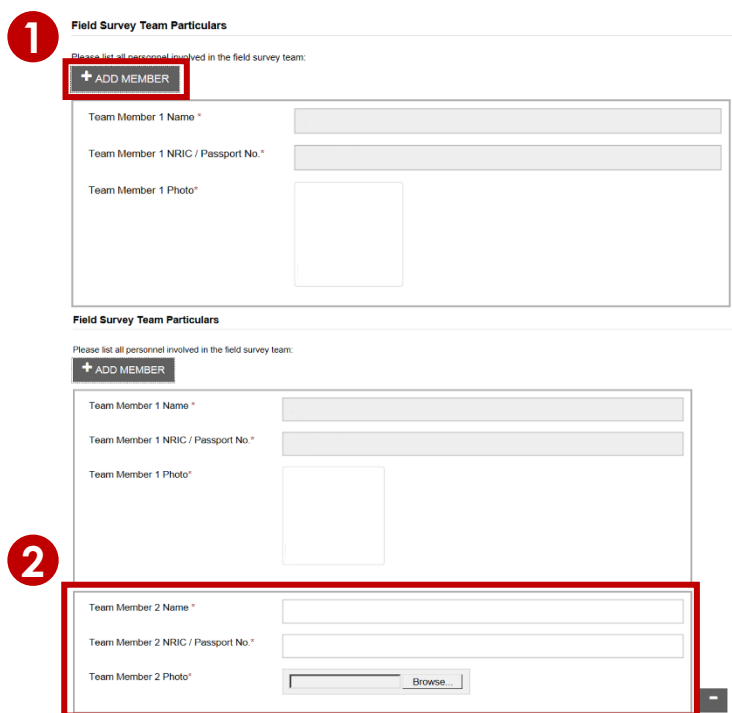 1
Field Survey Team Particulars
Please list all personnel involved in the field survey team:
+ ADD MEMBER
Team Member 1 Name *
Team Member 1 NRIC / Passport No.*
Team Member 1 Photo*
Field Survey Team Particulars
Please list all personnel involved in the field survey team:
+ ADD MEMBER
Team Member 1 Name *
Team Member 1 NRIC / Passport No.*
Team Member 1 Photo*
2
Team Member 2 Name *
Team Member 2 NRIC / Passport No.*
Team Member 2 Photo*
Browse...
-